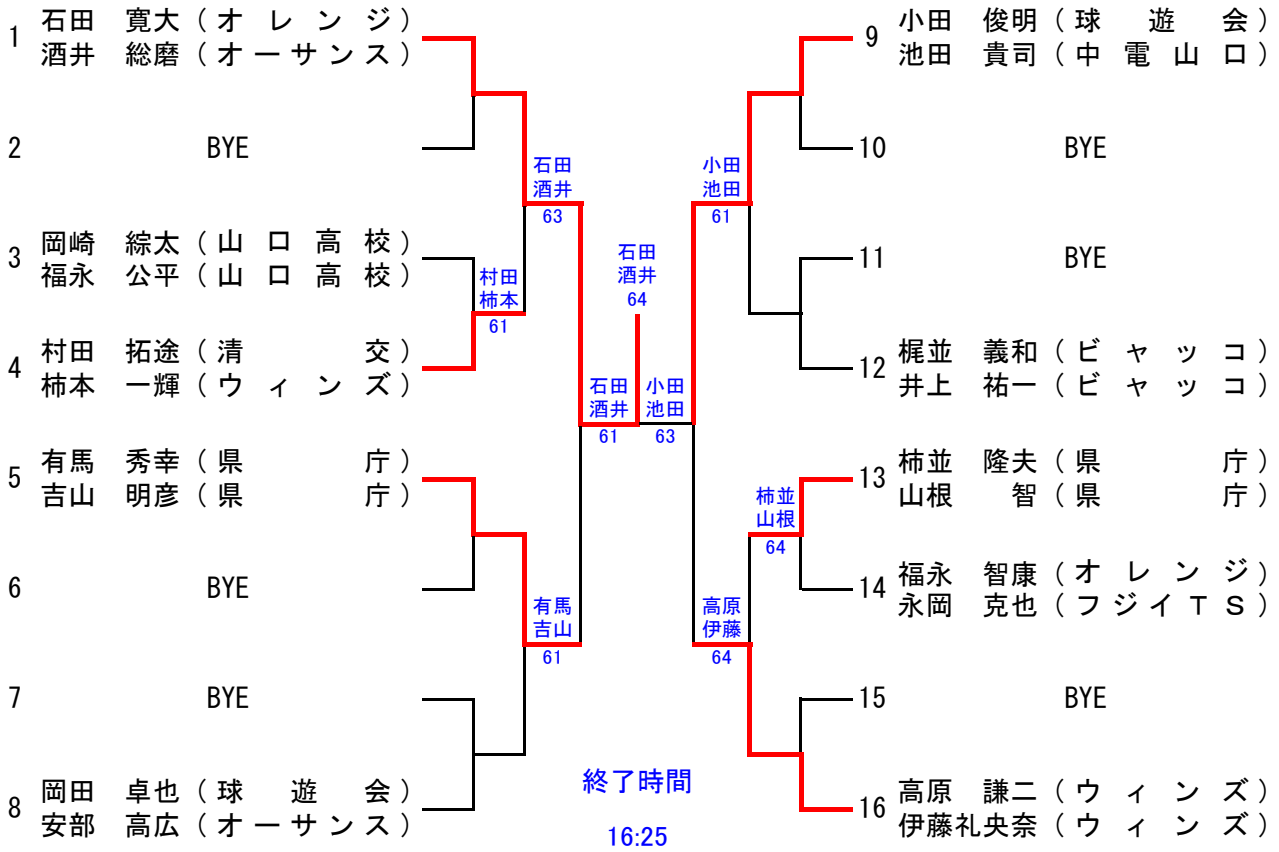 1 石田 寛大 (オレンジ)
酒井 総磨 (オーサンス)
2 BYE
3 岡崎 綜太 (山口高校)
福永 公平 (山口高校)
4 村田 拓途 (清交)
柿本 一輝 (ウィンズ)
5 有馬 秀幸 (県庁)
吉山 明彦 (県庁)
6 BYE
7 BYE
8 岡田 卓也 (球遊会)
安部 高広 (オーサンス)
石田
酒井
63
村田
柿本
61
有馬
吉山
61
石田
酒井
61
石田
酒井
64
小田
池田
63
小田
池田
61
柿並
山根
64
高原
伊藤
64
9 小田 俊明 (球遊会)
池田 貴司 (中電山口)
10 BYE
11 BYE
12 梶並 義和 (ビャッコ)
井上 祐一 (ビャッコ)
13 柿並 隆夫 (県庁)
山根 智 (県庁)
14 福永 智康 (オレンジ)
永岡 克也 (フジイTS)
15 BYE
16 高原 謙二 (ウィンズ)
伊藤礼央奈 (ウィンズ)
終了時間
16:25